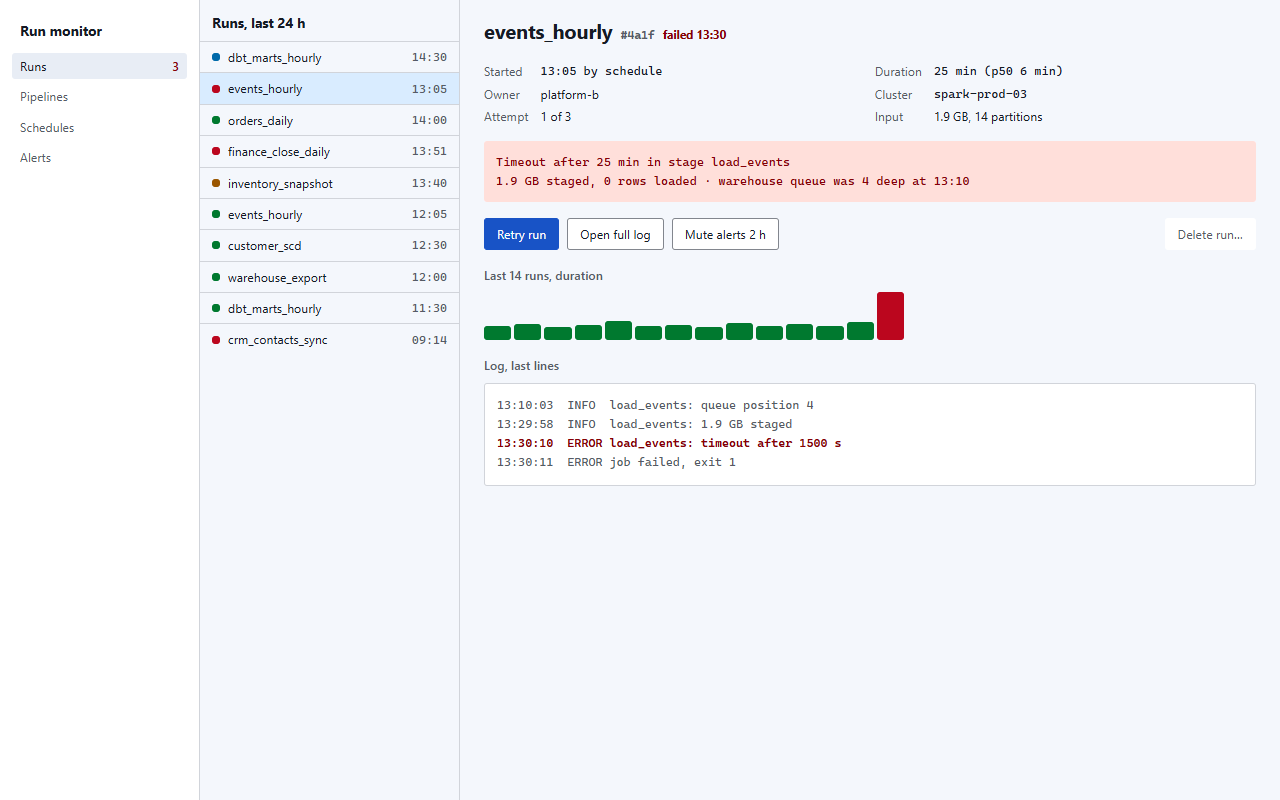 Run monitor
Runs 3
Pipelines
Schedules
Alerts
Runs, last 24 h
dbt_marts_hourly 14:30
events_hourly 13:05
orders_daily 14:00
finance_close_daily 13:51
inventory_snapshot 13:40
events_hourly 12:05
customer_scd 12:30
warehouse_export 12:00
dbt_marts_hourly 11:30
crm_contacts_sync 09:14
events_hourly #4a1f failed 13:30
Started 13:05 by schedule Duration 25 min (p50 6 min)
Owner platform-b Cluster spark-prod-03
Attempt 1 of 3 Input 1.9 GB, 14 partitions
Timeout after 25 min in stage load_events
1.9 GB staged, 0 rows loaded · warehouse queue was 4 deep at 13:10
Retry run Open full log Mute alerts 2 h Delete run...
Last 14 runs, duration
Log, last lines
13:10:03 INFO load_events: queue position 4
13:29:58 INFO load_events: 1.9 GB staged
13:30:10 ERROR load_events: timeout after 1500 s
13:30:11 ERROR job failed, exit 1